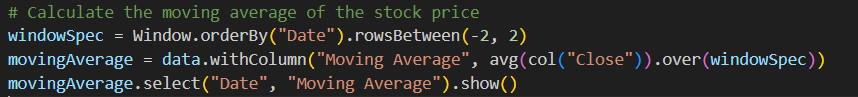 # Calculate the moving average of the stock price
windowSpec = Window.orderBy("Date").rowsBetween(-2, 2)
movingAverage = data.withColumn("Moving Average", avg(col("Close")).over(windowSpec))
movingAverage.select("Date", "Moving Average").show()